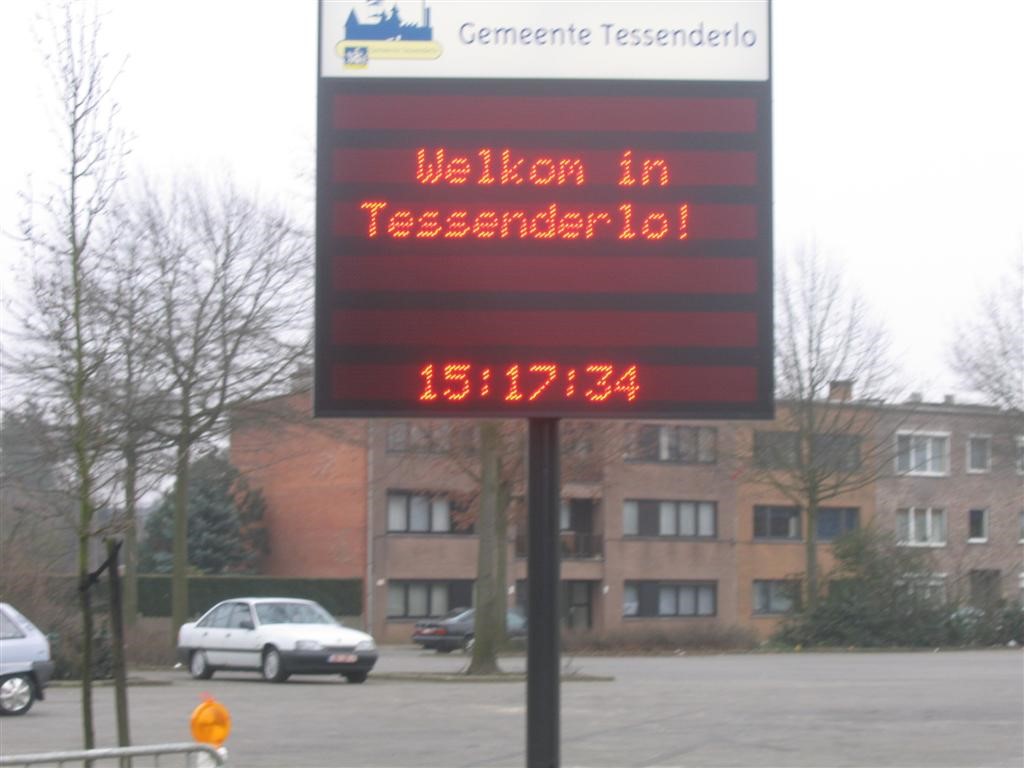 Gemeente Tessenderlo
Welkom in
Tessenderlo!
15:17:34